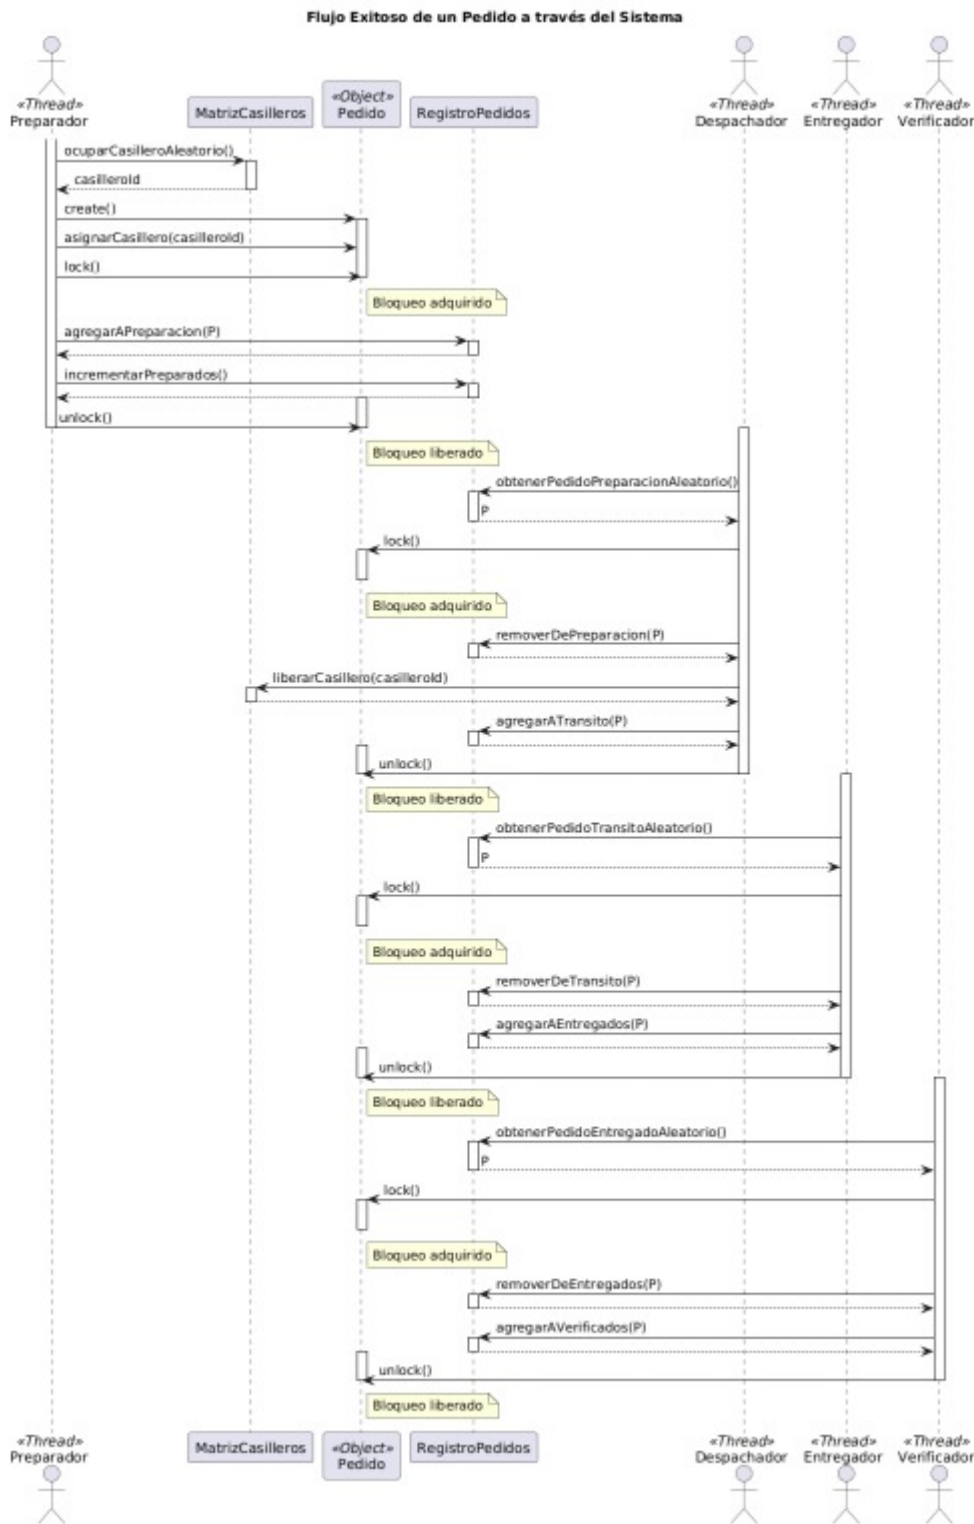 Flujo Exitoso de un Pedido a través del Sistema
«Thread»
Preparador
MatrizCasilleros
«Object»
Pedido
RegistroPedidos
«Thread»
Despachador
«Thread»
Entregador
«Thread»
Verificador
ocuparCasilleroAleatorio()
casilleroId
create()
asignarCasillero(casilleroId)
lock()
Bloqueo adquirido
agregarAPreparacion(P)
incrementarPreparados()
unlock()
Bloqueo liberado
obtenerPedidoPreparacionAleatorio()
P
lock()
Bloqueo adquirido
removerDePreparacion(P)
liberarCasillero(casilleroId)
agregarATransito(P)
unlock()
Bloqueo liberado
obtenerPedidoTransitoAleatorio()
P
lock()
Bloqueo adquirido
removerDeTransito(P)
agregarAEntregados(P)
unlock()
Bloqueo liberado
obtenerPedidoEntregadoAleatorio()
P
lock()
Bloqueo adquirido
removerDeEntregados(P)
agregarAVerificados(P)
unlock()
Bloqueo liberado
«Thread»
Preparador
MatrizCasilleros
«Object»
Pedido
RegistroPedidos
«Thread»
Despachador
«Thread»
Entregador
«Thread»
Verificador